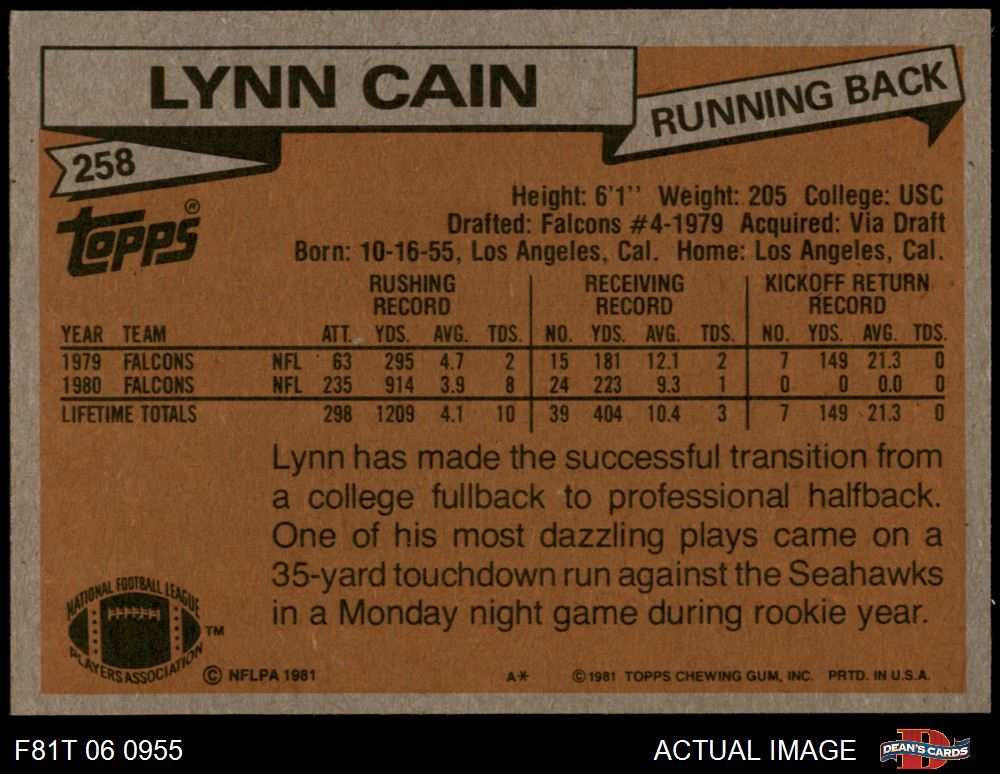 LYNN CAIN
RUNNING BACK
258
TOPPS®
Height: 6'1'' Weight: 205 College: USC
Drafted: Falcons #4-1979 Acquired: Via Draft
Born: 10-16-55, Los Angeles, Cal. Home: Los Angeles, Cal.
RUSHING RECORD RECEIVING RECORD KICKOFF RETURN RECORD
YEAR TEAM ATT. YDS. AVG. TDS. NO. YDS. AVG. TDS. NO. YDS. AVG. TDS.
1979 FALCONS NFL 63 295 4.7 2 15 181 12.1 2 7 149 21.3 0
1980 FALCONS NFL 235 914 3.9 8 24 223 9.3 1 0 0 0.0 0
LIFETIME TOTALS 298 1209 4.1 10 39 404 10.4 3 7 149 21.3 0
Lynn has made the successful transition from
a college fullback to professional halfback.
One of his most dazzling plays came on a
35-yard touchdown run against the Seahawks
in a Monday night game during rookie year.
NATIONAL FOOTBALL LEAGUE
PLAYERS ASSOCIATION
TM
© NFLPA 1981 A* © 1981 TOPPS CHEWING GUM, INC. PRTD. IN U.S.A.
F81T 06 0955 ACTUAL IMAGE DEAN'S CARDS